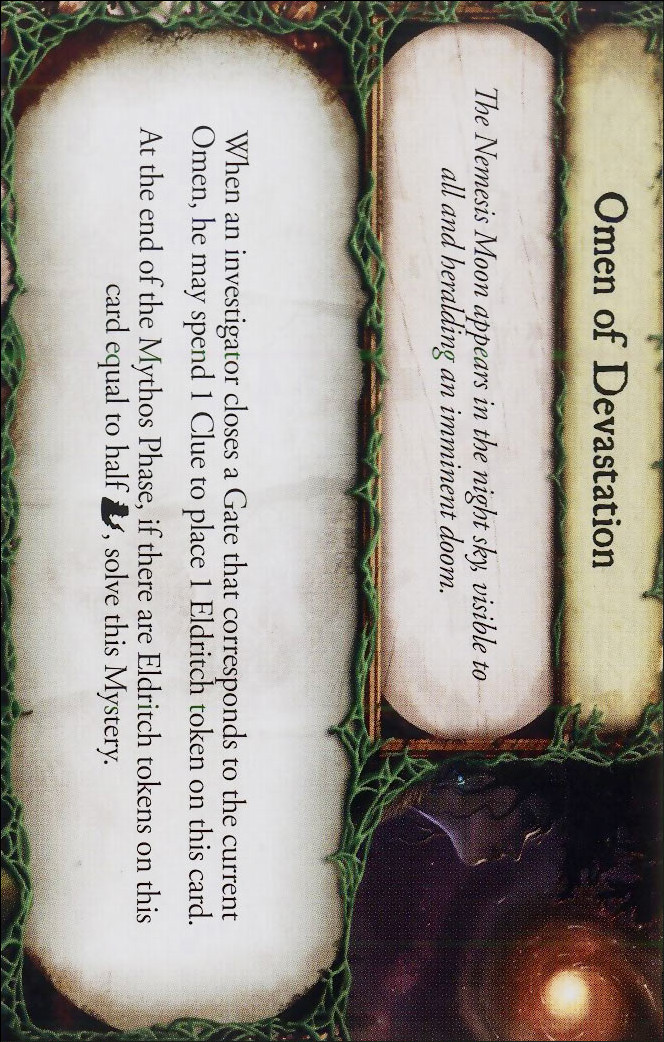 Omen of Devastation
The Nemesis Moon appears in the night sky, visible to
all and heralding an imminent doom.
When an investigator closes a Gate that corresponds to the current
Omen, he may spend 1 Clue to place 1 Eldritch token on this card.
At the end of the Mythos Phase, if there are Eldritch tokens on this
card equal to half , solve this Mystery.